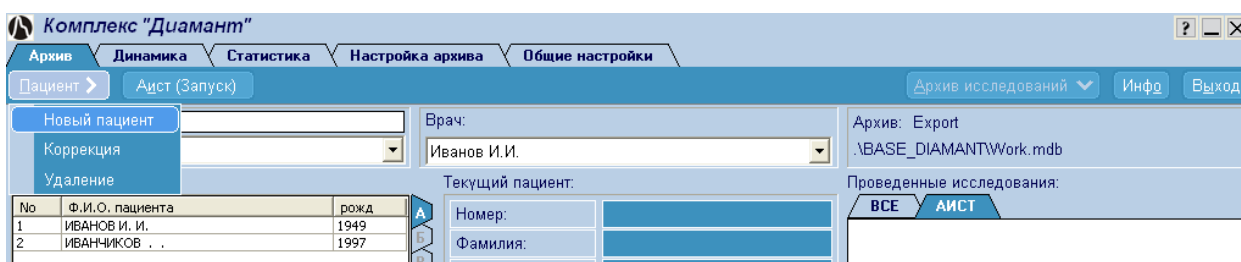 Комплекс "Диамант"
? _ X
Архив Динамика Статистика Настройка архива Общие настройки
Пациент Аист (Запуск) Архив исследований Инфо Выход
Новый пациент
Коррекция
Удаление
Врач:
Иванов И.И.
Архив: Export
.\BASE_DIAMANT\Work.mdb
Текущий пациент:
Проведенные исследования:
ВСЕ АИСТ
No Ф.И.О. пациента рожд
1 ИВАНОВ И. И. 1949
2 ИВАНЧИКОВ . . 1997
А
Б
В
Номер:
Фамилия: